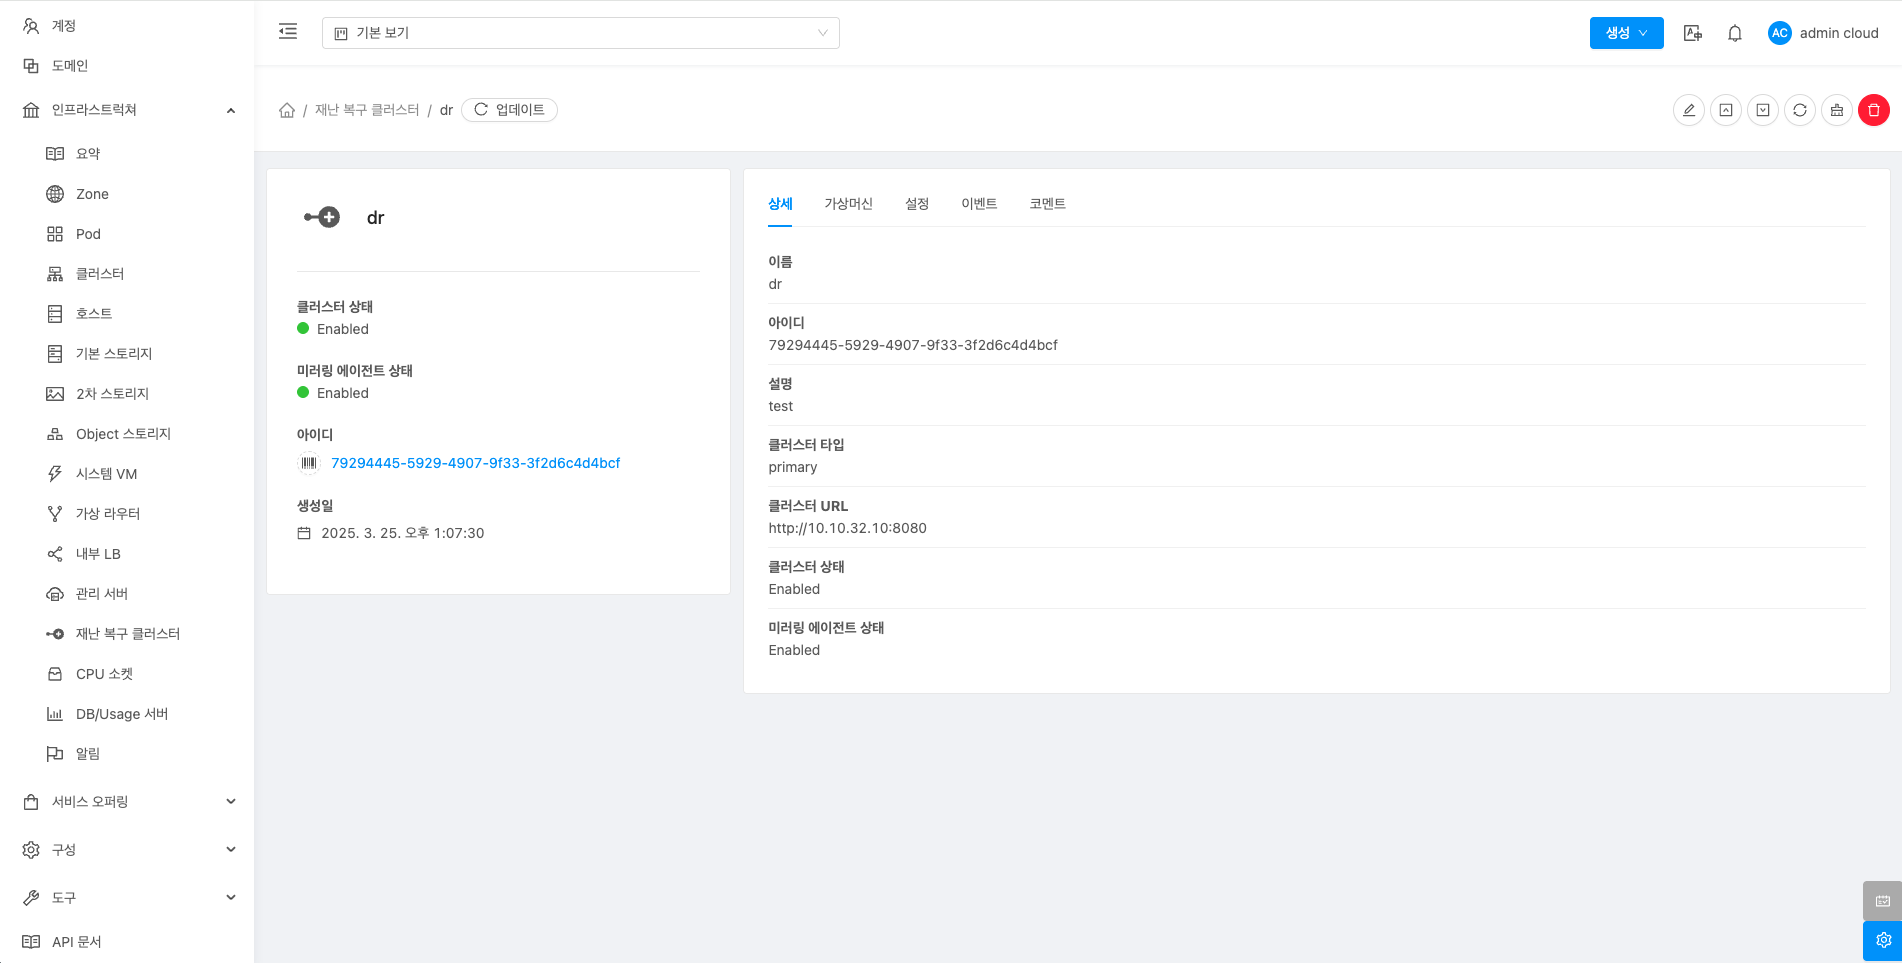 계정
도메인
인프라스트럭쳐
요약
Zone
Pod
클러스터
호스트
기본 스토리지
2차 스토리지
Object 스토리지
시스템 VM
가상 라우터
내부 LB
관리 서버
재난 복구 클러스터
CPU 소켓
DB/Usage 서버
알림
서비스 오퍼링
구성
도구
API 문서
기본 보기
생성
AC admin cloud
/ 재난 복구 클러스터 / dr 업데이트
dr
클러스터 상태
Enabled
미러링 에이전트 상태
Enabled
아이디
79294445-5929-4907-9f33-3f2d6c4d4bcf
생성일
2025. 3. 25. 오후 1:07:30
상세 가상머신 설정 이벤트 코멘트
이름
dr
아이디
79294445-5929-4907-9f33-3f2d6c4d4bcf
설명
test
클러스터 타입
primary
클러스터 URL
http://10.10.32.10:8080
클러스터 상태
Enabled
미러링 에이전트 상태
Enabled